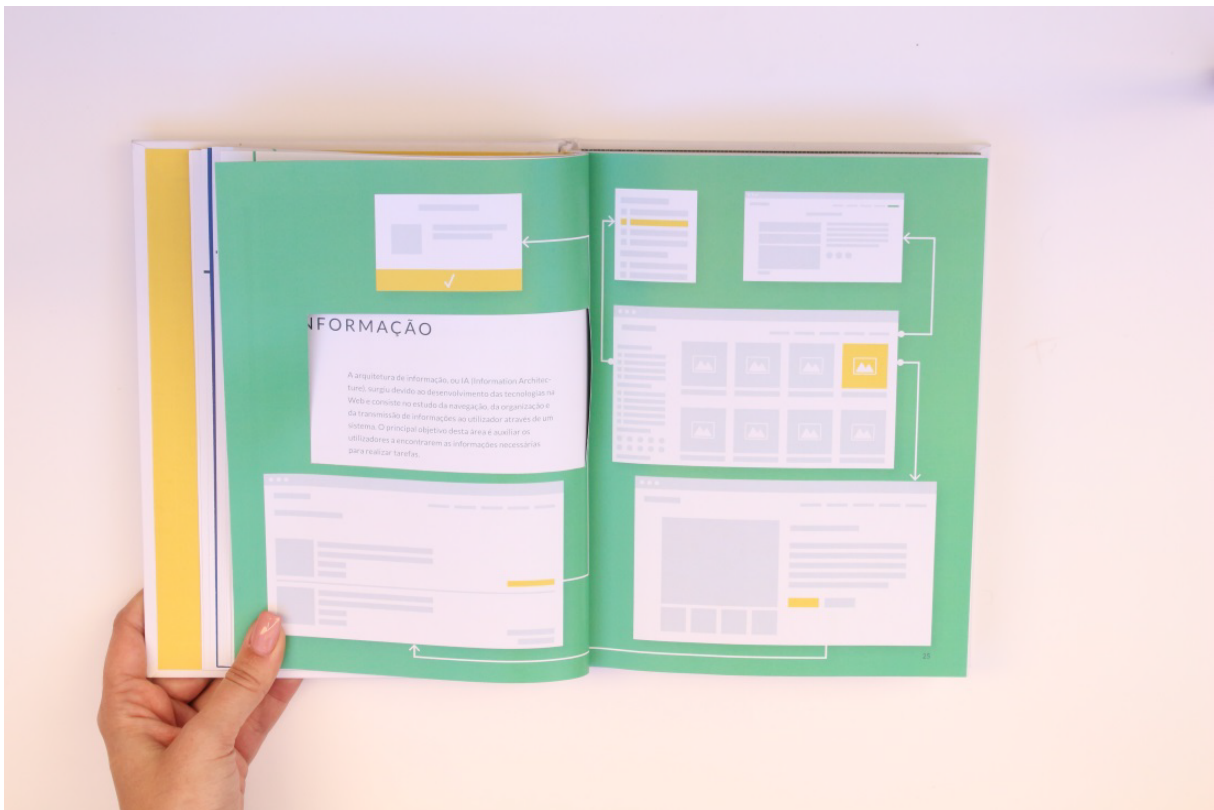 NFORMAÇÃO
A arquitetura de informação, ou IA (Information Architec-
ture), surgiu devido ao desenvolvimento das tecnologias na
Web e consiste no estudo da navegação, da organização e
da transmissão de informações ao utilizador através de um
sistema. O principal objetivo desta área é auxiliar os
utilizadores a encontrarem as informações necessárias
para realizar tarefas.